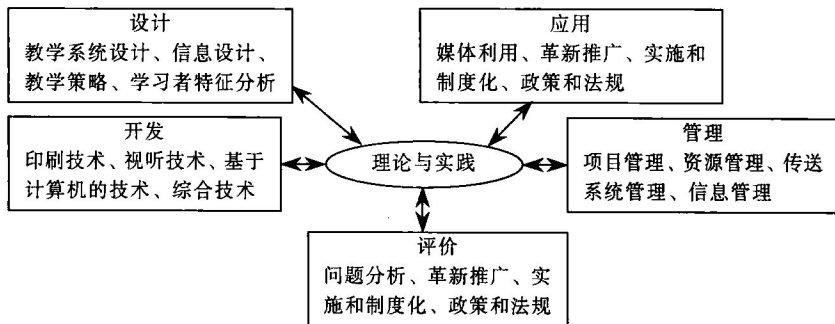 设计
教学系统设计、信息设计、
教学策略、学习者特征分析
应用
媒体利用、革新推广、实施和
制度化、政策和法规
开发
印刷技术、视听技术、基于
计算机的技术、综合技术
理论与实践
管理
项目管理、资源管理、传送
系统管理、信息管理
评价
问题分析、革新推广、实
施和制度化、政策和法规